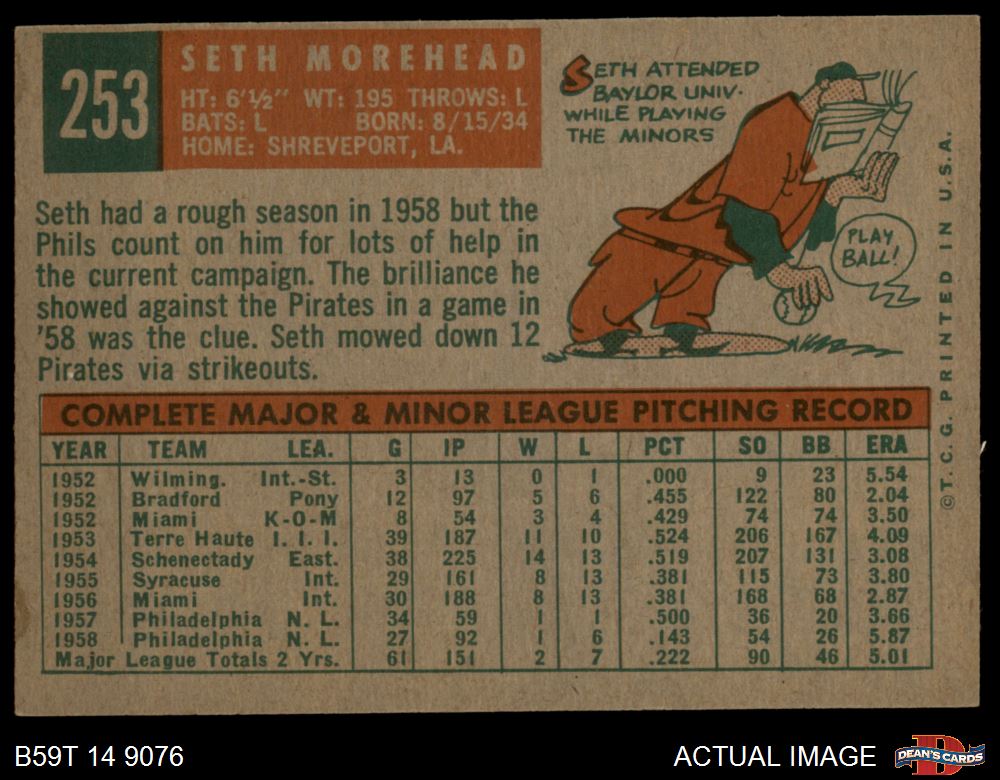 253
SETH MOREHEAD
HT: 6'½" WT: 195 THROWS: L
BATS: L BORN: 8/15/34
HOME: SHREVEPORT, LA.
SETH ATTENDED
BAYLOR UNIV.
WHILE PLAYING
THE MINORS
PLAY
BALL!
Seth had a rough season in 1958 but the
Phils count on him for lots of help in
the current campaign. The brilliance he
showed against the Pirates in a game in
'58 was the clue. Seth mowed down 12
Pirates via strikeouts.
COMPLETE MAJOR & MINOR LEAGUE PITCHING RECORD
YEAR TEAM LEA. G IP W L PCT SO BB ERA
1952 Wilming. Int.-St. 3 13 0 1 .000 9 23 5.54
1952 Bradford Pony 12 97 5 6 .455 122 80 2.04
1952 Miami K-O-M 8 54 3 4 .429 74 74 3.50
1953 Terre Haute I. I. I. 39 187 11 10 .524 206 167 4.09
1954 Schenectady East. 38 225 14 13 .519 207 131 3.08
1955 Syracuse Int. 29 161 8 13 .381 115 73 3.80
1956 Miami Int. 30 188 8 13 .381 168 68 2.87
1957 Philadelphia N. L. 34 59 1 1 .500 36 20 3.66
1958 Philadelphia N. L. 27 92 1 6 .143 54 26 5.87
Major League Totals 2 Yrs. 61 151 2 7 .222 90 46 5.01
©T.C.G. PRINTED IN U.S.A.
B59T 14 9076
ACTUAL IMAGE
DEAN'S CARDS